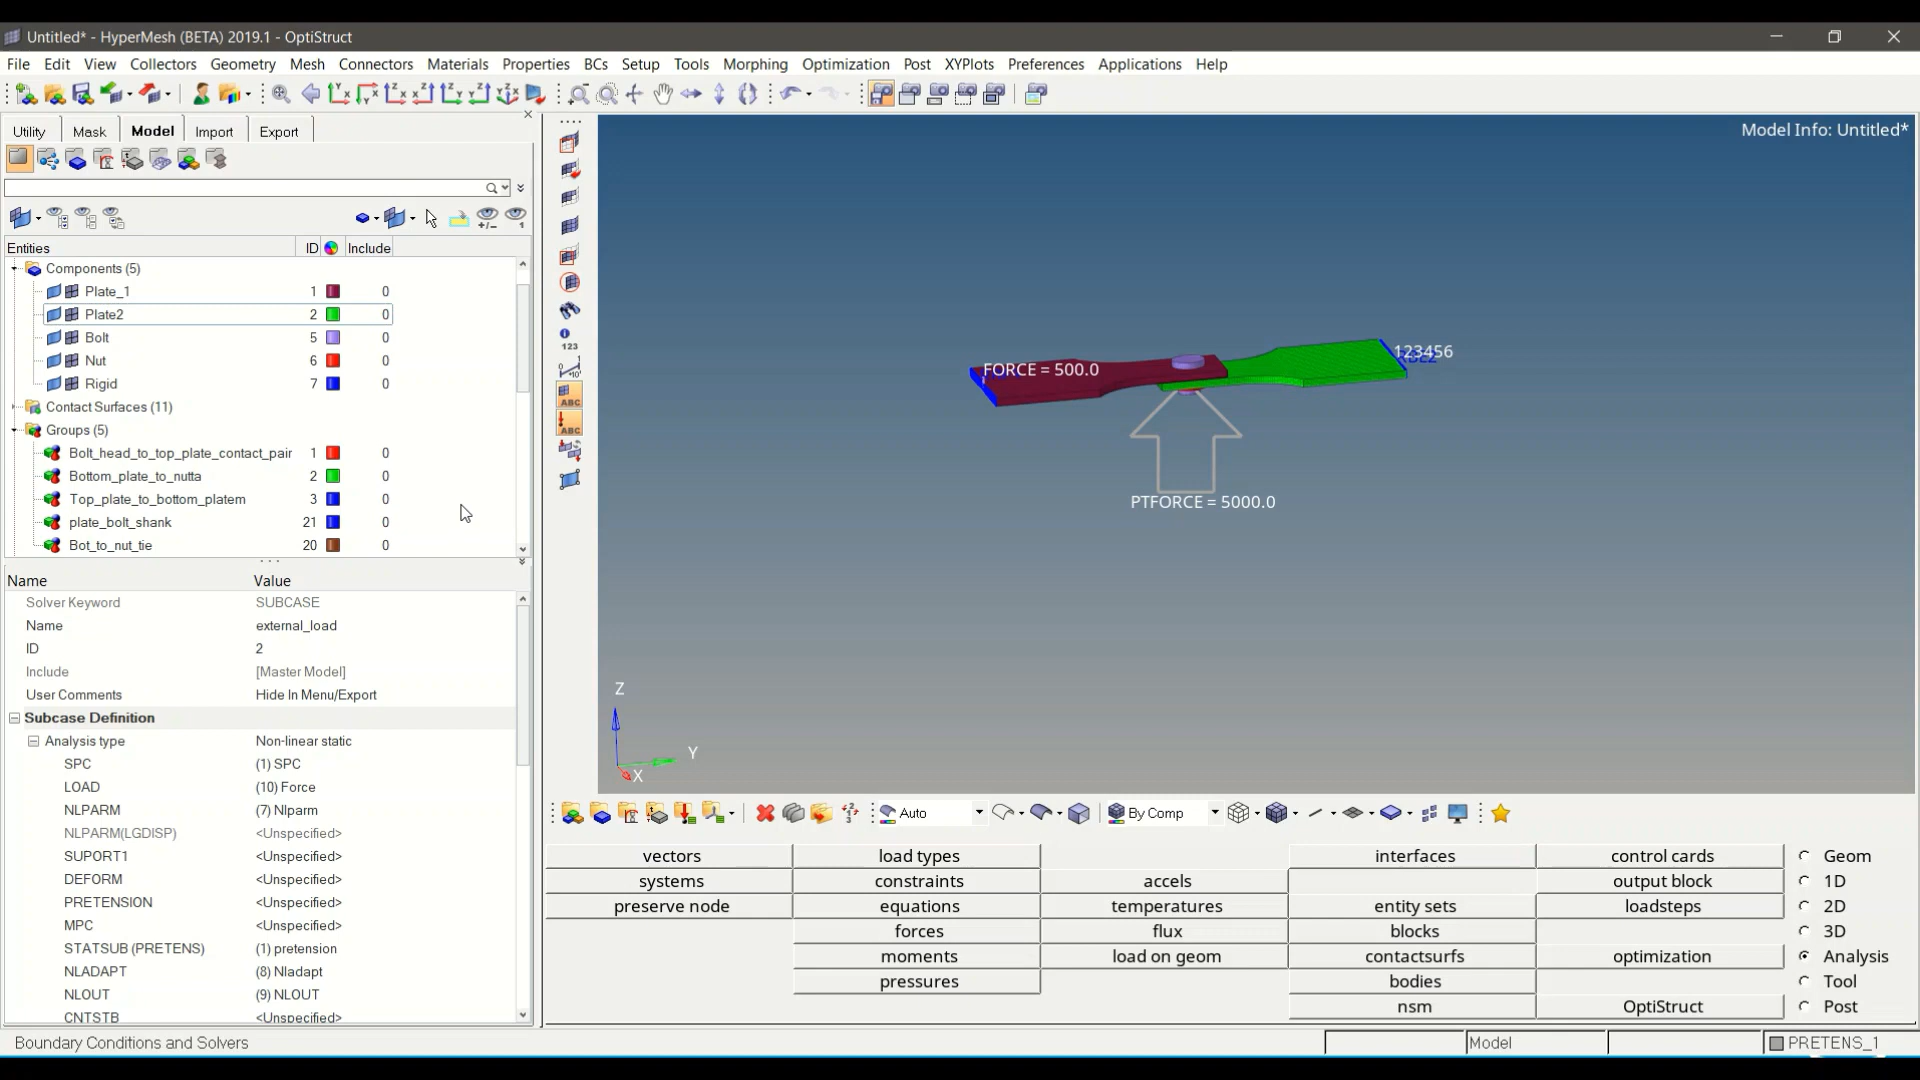 Untitled* - HyperMesh (BETA) 2019.1 - OptiStruct
File Edit View Collectors Geometry Mesh Connectors Materials Properties BCs Setup Tools Morphing Optimization Post XYPlots Preferences Applications Help
Utility Mask Model Import Export
Model Info: Untitled*
Entities ID Include
Components (5)
Plate_1 1 0
Plate2 2 0
Bolt 5 0
Nut 6 0
Rigid 7 0
Contact Surfaces (11)
Groups (5)
Bolt_head_to_top_plate_contact_pair 1 0
Bottom_plate_to_nutta 2 0
Top_plate_to_bottom_platem 3 0
plate_bolt_shank 21 0
Bot_to_nut_tie 20 0
FORCE = 500.0
123456
PTFORCE = 5000.0
Z
Y
X
Name Value
Solver Keyword SUBCASE
Name external_load
ID 2
Include [Master Model]
User Comments Hide In Menu/Export
Subcase Definition
Analysis type Non-linear static
SPC (1) SPC
LOAD (10) Force
NLPARM (7) Nlparm
NLPARM(LGDISP) <Unspecified>
SUPORT1 <Unspecified>
DEFORM <Unspecified>
PRETENSION <Unspecified>
MPC <Unspecified>
STATSUB (PRETENS) (1) pretension
NLADAPT (8) Nladapt
NLOUT (9) NLOUT
CNTSTB <Unspecified>
Auto By Comp
vectors load types interfaces control cards Geom
systems constraints accels output block 1D
preserve node equations temperatures entity sets loadsteps 2D
forces flux blocks 3D
moments load on geom contactsurfs optimization Analysis
pressures bodies Tool
nsm OptiStruct Post
Boundary Conditions and Solvers Model PRETENS_1